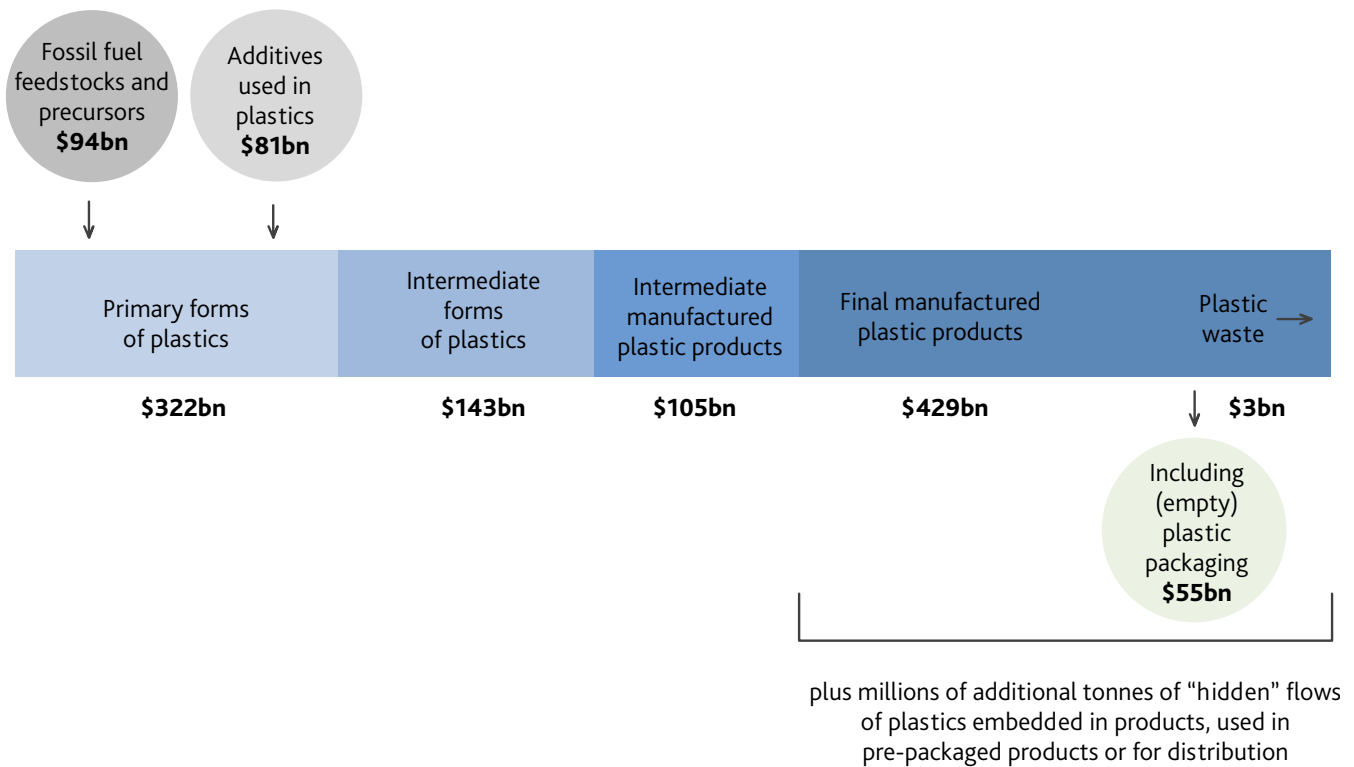 Fossil fuel
feedstocks and
precursors
$94bn
Additives
used in
plastics
$81bn
Primary forms
of plastics
Intermediate
forms
of plastics
Intermediate
manufactured
plastic products
Final manufactured
plastic products
Plastic
waste
$322bn
$143bn
$105bn
$429bn
$3bn
Including
(empty)
plastic
packaging
$55bn
plus millions of additional tonnes of “hidden” flows
of plastics embedded in products, used in
pre-packaged products or for distribution